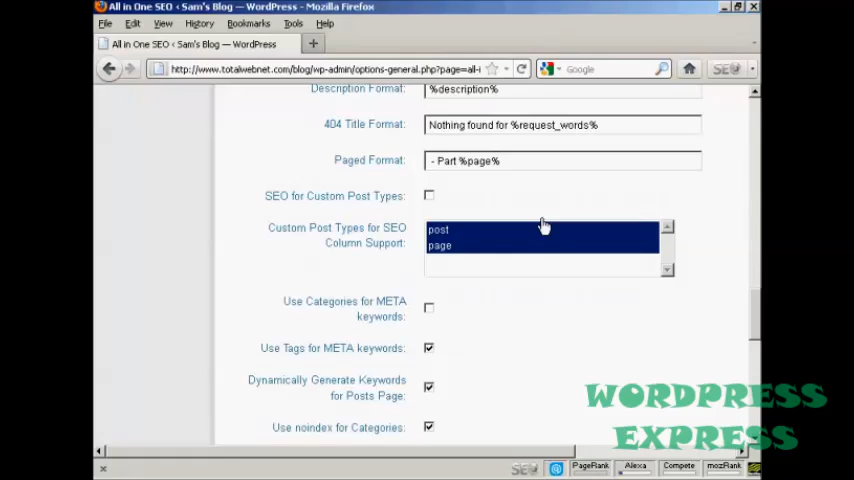 All in One SEO ‹ Sam's Blog — WordPress - Mozilla Firefox
File Edit View History Bookmarks Tools Help
All in One SEO ‹ Sam's Blog — WordPress
http://www.totalwebnet.com/blog/wp-admin/options-general.php?page=all-i
Google
SEO
Description Format:
%description%
404 Title Format:
Nothing found for %request_words%
Paged Format:
- Part %page%
SEO for Custom Post Types:
Custom Post Types for SEO
Column Support:
post
page
Use Categories for META
keywords:
Use Tags for META keywords:
Dynamically Generate Keywords
for Posts Page:
Use noindex for Categories:
WORDPRESS
EXPRESS
SEO PageRank Alexa Compete mozRank